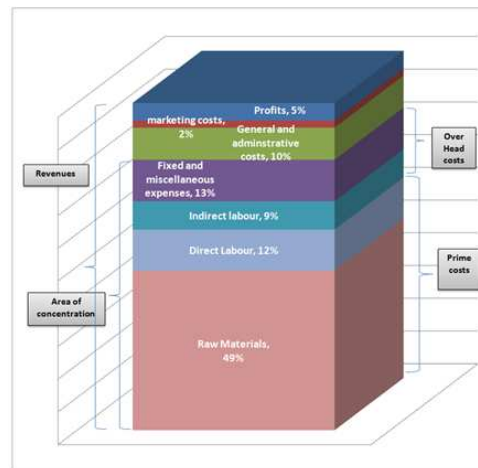 Profits, 5%
marketing costs,
2%
General and
adminstrative
costs, 10%
Over
Head
costs
Fixed and
miscellaneous
expenses, 13%
Revenues
Indirect labour, 9%
Direct Labour, 12%
Prime
costs
Area of
concentration
Raw Materials,
49%